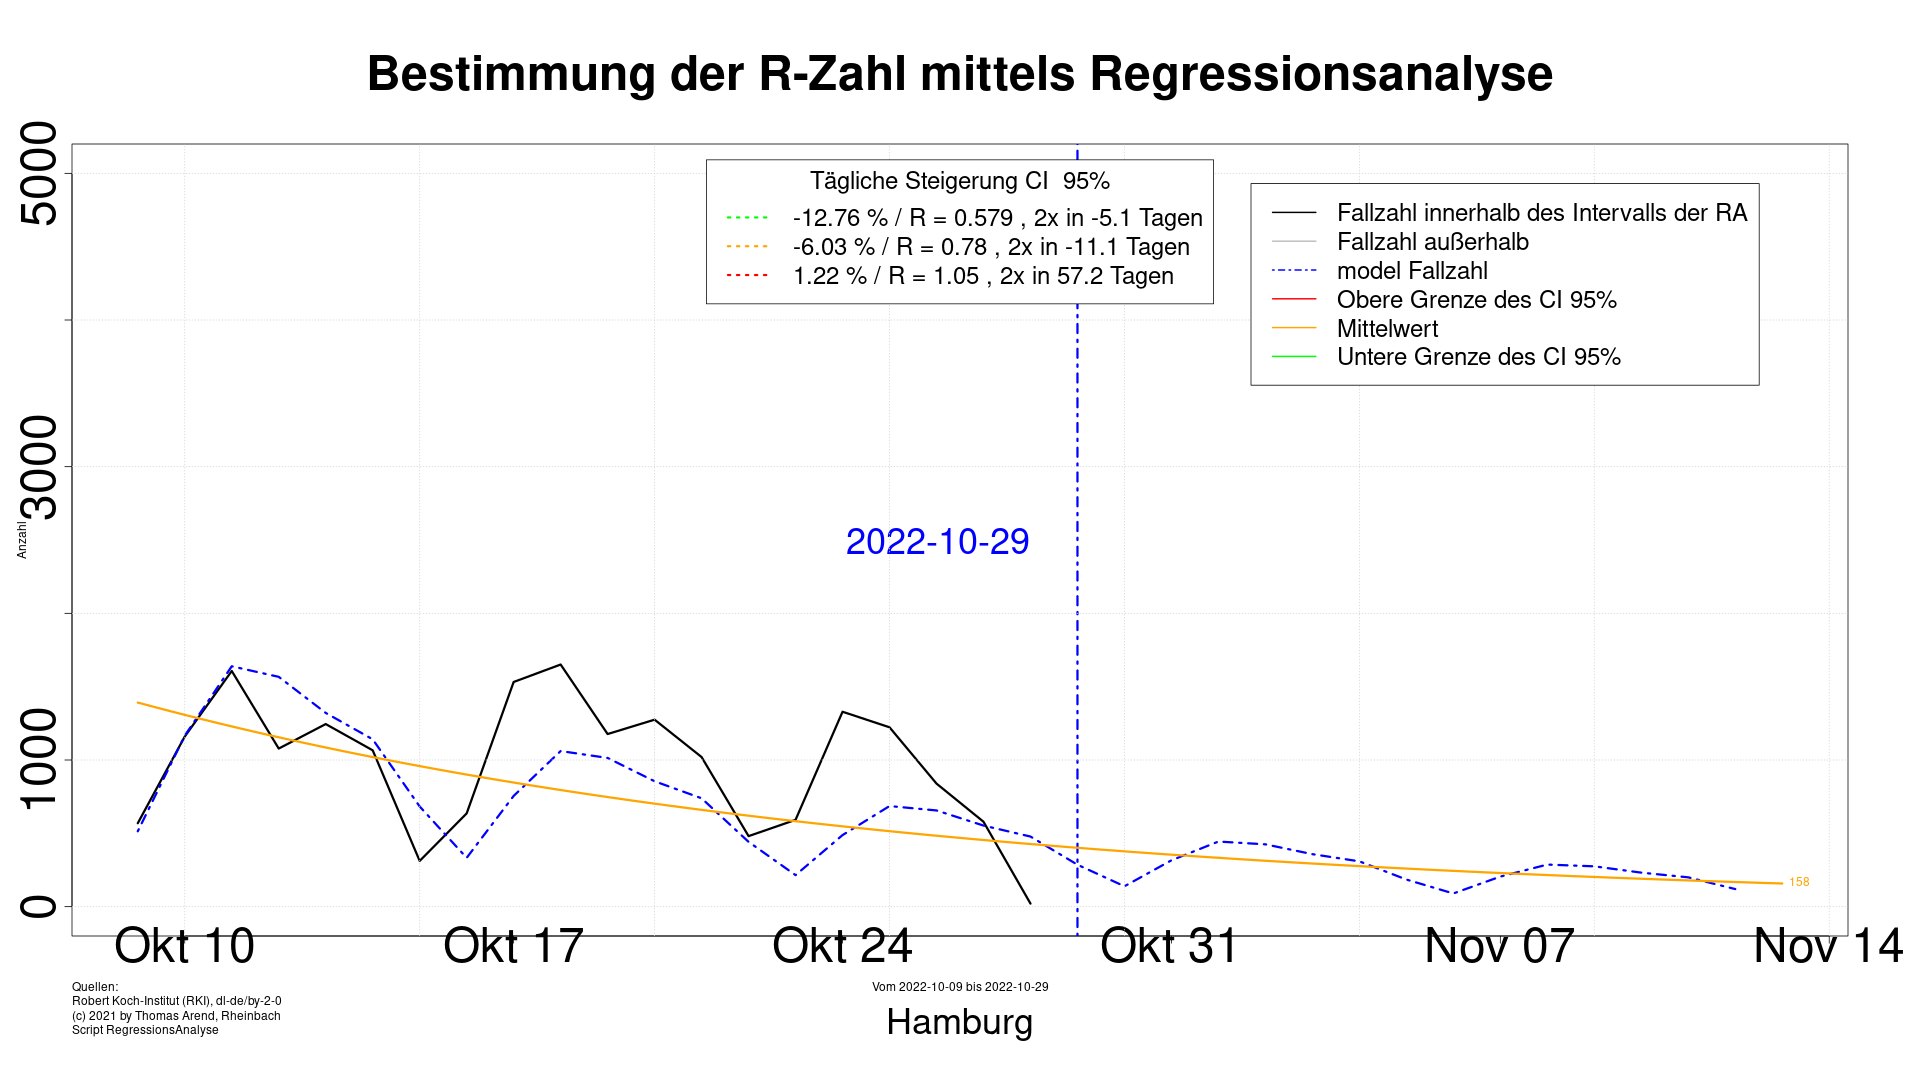 Bestimmung der R-Zahl mittels Regressionsanalyse
Tägliche Steigerung CI  95%
-12.76 % / R = 0.579 , 2x in -5.1 Tagen
-6.03 % / R = 0.78 , 2x in -11.1 Tagen
1.22 % / R = 1.05 , 2x in 57.2 Tagen
Fallzahl innerhalb des Intervalls der RA
Fallzahl außerhalb
model Fallzahl
Obere Grenze des CI 95%
Mittelwert
Untere Grenze des CI 95%
5000
3000
1000
0
Anzahl
2022-10-29
158
Okt 10
Okt 17
Okt 24
Okt 31
Nov 07
Nov 14
Quellen:
Robert Koch-Institut (RKI), dl-de/by-2-0
(c) 2021 by Thomas Arend, Rheinbach
Script RegressionsAnalyse
Vom 2022-10-09 bis 2022-10-29
Hamburg